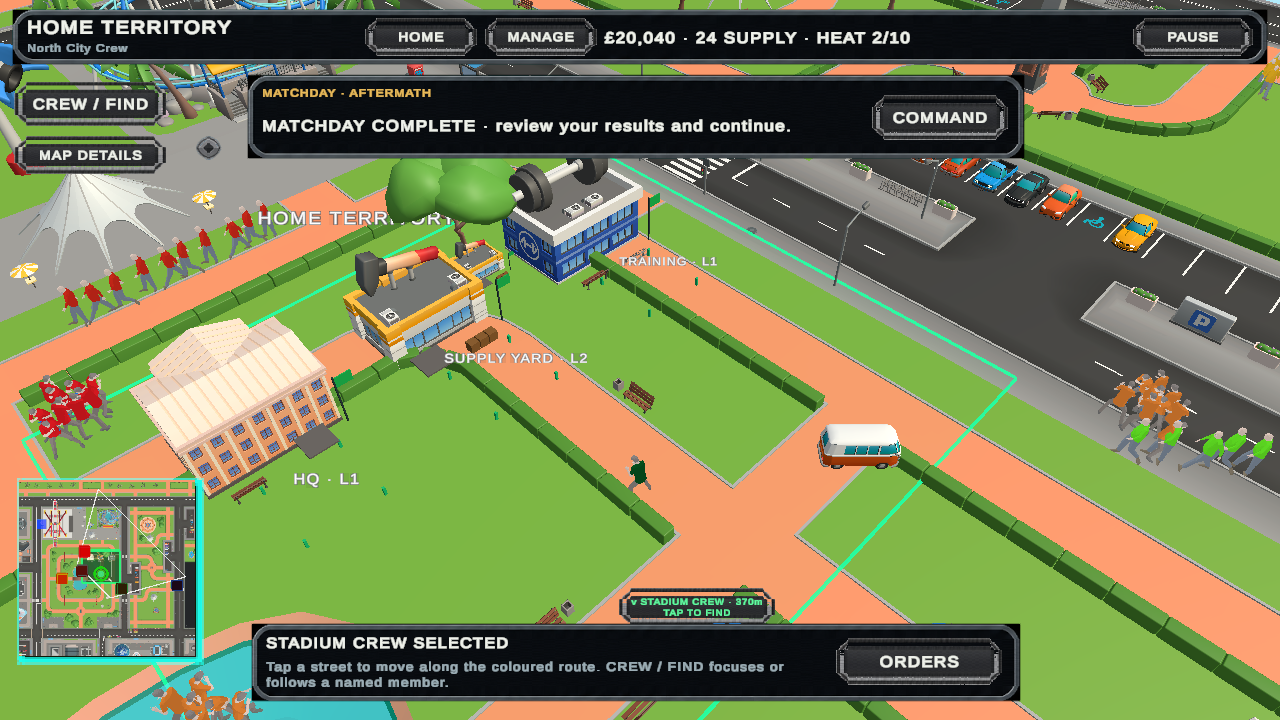 HOME TERRITORY
North City Crew
HOME
MANAGE
£20,040 · 24 SUPPLY · HEAT 2/10
PAUSE
MATCHDAY · AFTERMATH
MATCHDAY COMPLETE · review your results and continue.
COMMAND
CREW / FIND
MAP DETAILS
HOME TERRITORY
TRAINING · L1
SUPPLY YARD · L2
HQ · L1
P
v STADIUM CREW · 370m
TAP TO FIND
STADIUM CREW SELECTED
Tap a street to move along the coloured route. CREW / FIND focuses or
follows a named member.
ORDERS